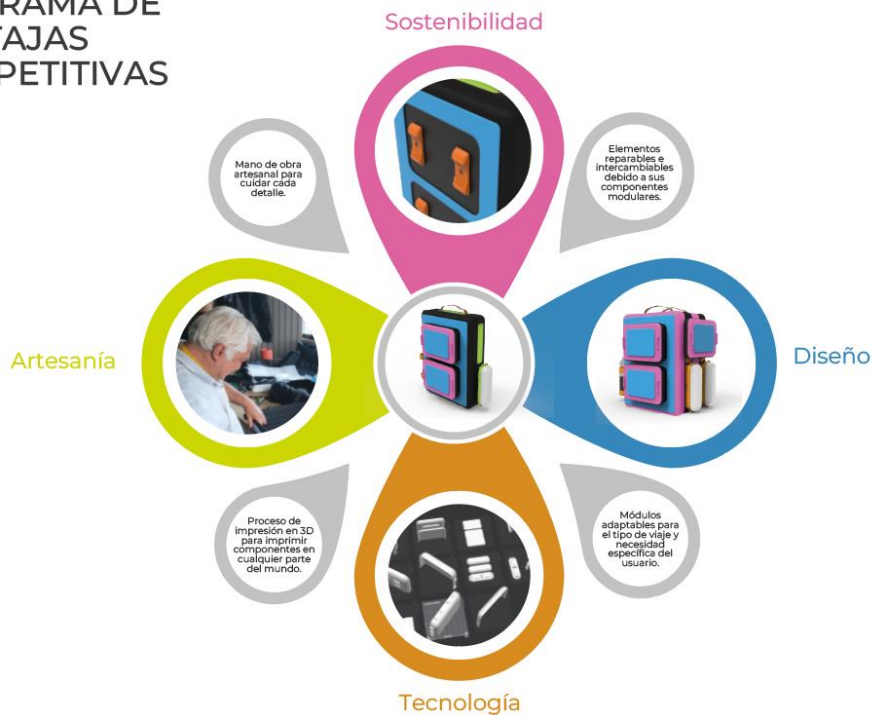 RAMA DE
TAJAS
PETITIVAS
Sostenibilidad
Mano de obra
artesanal para
cuidar cada
detalle.
Elementos
reparables e
intercambiables
debido a sus
componentes
modulares.
Artesanía
Diseño
Proceso de
impresión en 3D
para imprimir
componentes en
cualquier parte
del mundo.
Módulos
adaptables para
el tipo de viaje y
necesidad
específica del
usuario.
Tecnología